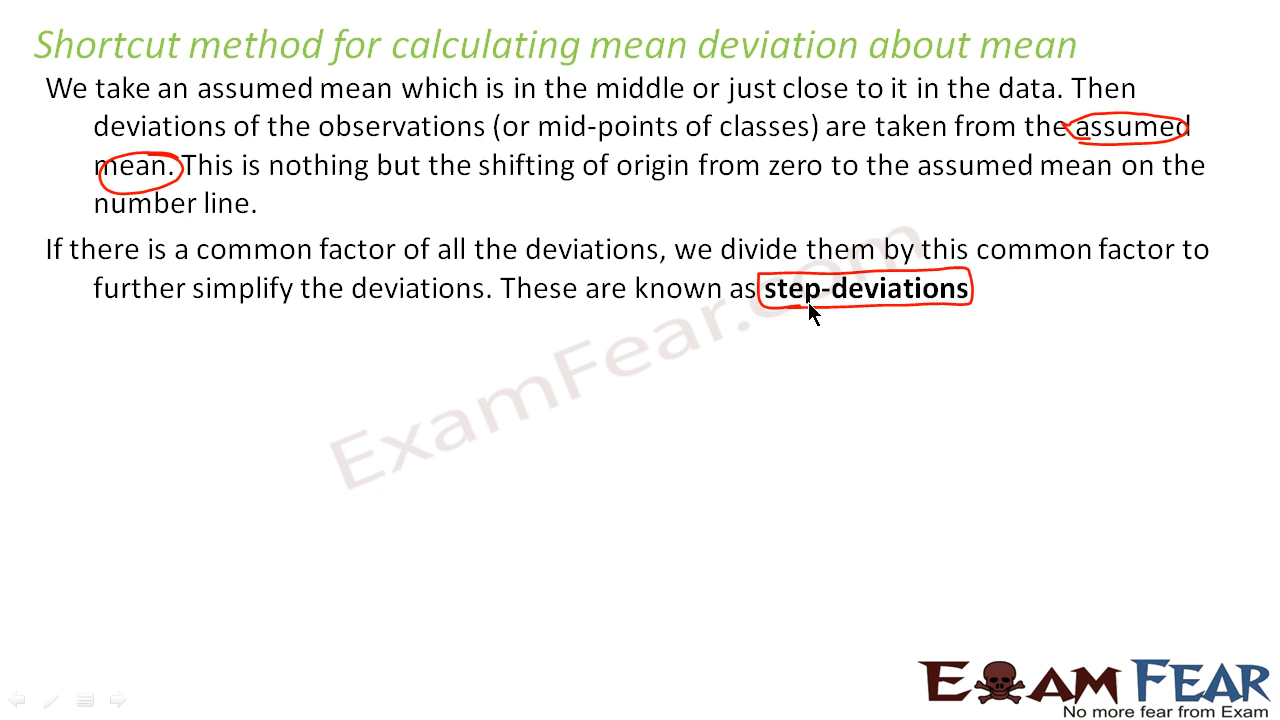 Shortcut method for calculating mean deviation about mean
We take an assumed mean which is in the middle or just close to it in the data. Then
deviations of the observations (or mid-points of classes) are taken from the assumed
mean. This is nothing but the shifting of origin from zero to the assumed mean on the
number line.
If there is a common factor of all the deviations, we divide them by this common factor to
further simplify the deviations. These are known as step-deviations
ExamFear.com
EXAM FEAR
No more fear from Exam